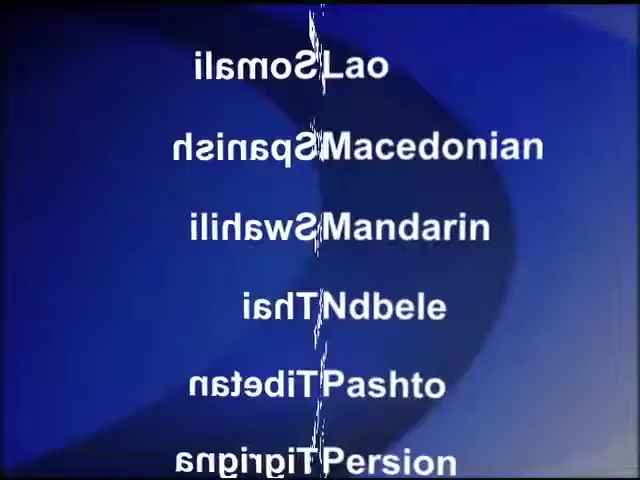 Somali Lao
Spanish Macedonian
Swahili Mandarin
Thai Ndbele
Tibetan Pashto
Tigrigna Persion